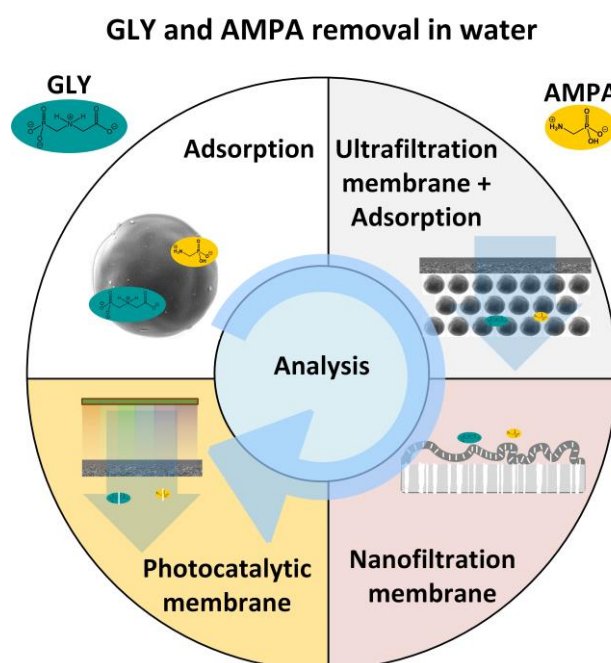 GLY and AMPA removal in water
GLY
AMPA
Adsorption
Ultrafiltration
membrane +
Adsorption
Analysis
Photocatalytic
membrane
Nanofiltration
membrane